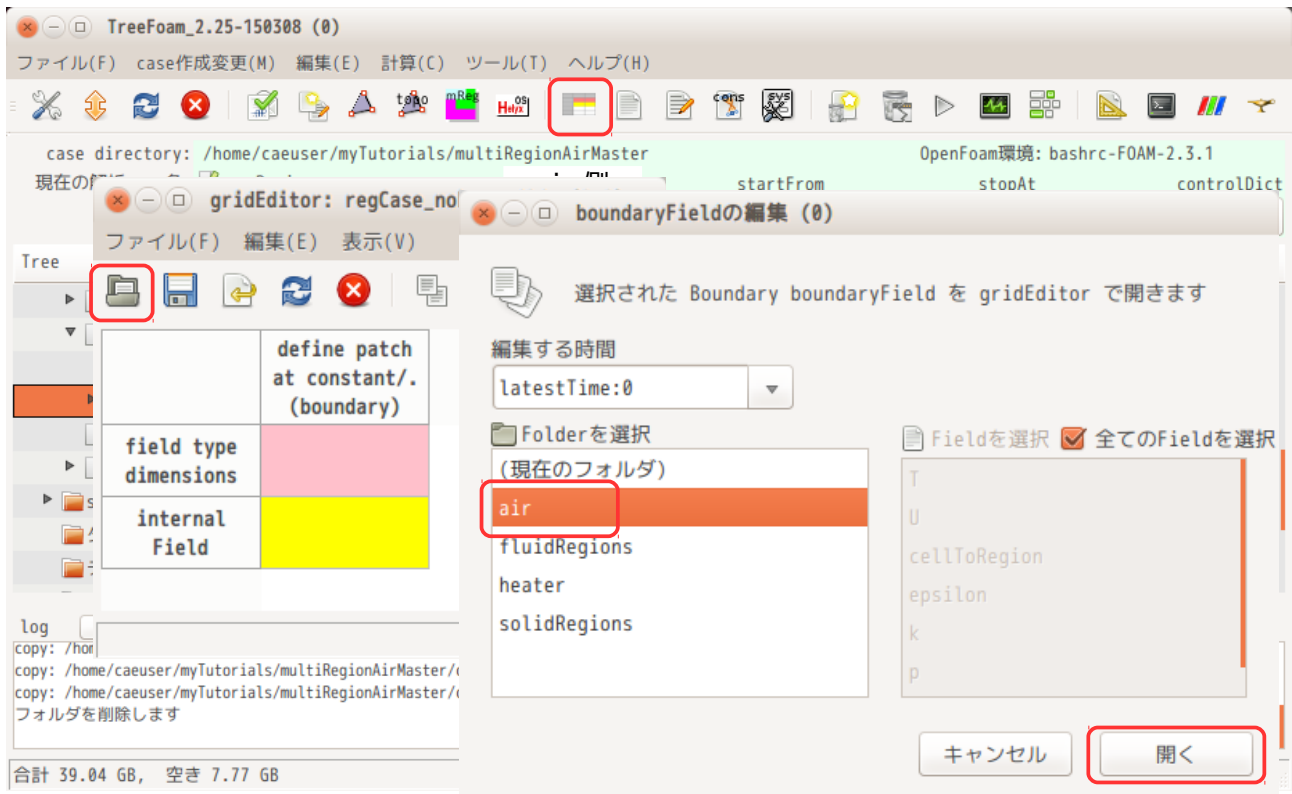 TreeFoam_2.25-150308 (0)
ファイル(F) case作成変更(M) 編集(E) 計算(C) ツール(T) ヘルプ(H)
topo mReg Helyx OS cons sys
case directory: /home/caeuser/myTutorials/multiRegionAirMaster OpenFoam環境: bashrc-FOAM-2.3.1
現在の
startFrom stopAt controlDict
Tree
gridEditor: regCase_no
ファイル(F) 編集(E) 表示(V)
define patch
at constant/.
(boundary)
field type
dimensions
internal
Field
boundaryFieldの編集 (0)
選択された Boundary boundaryField を gridEditor で開きます
編集する時間
latestTime:0
Folderを選択
(現在のフォルダ)
air
fluidRegions
heater
solidRegions
Fieldを選択 全てのFieldを選択
T
U
cellToRegion
epsilon
k
p
キャンセル 開く
log
copy: /hom
copy: /home/caeuser/myTutorials/multiRegionAirMaster/
copy: /home/caeuser/myTutorials/multiRegionAirMaster/
フォルダを削除します
合計 39.04 GB, 空き 7.77 GB